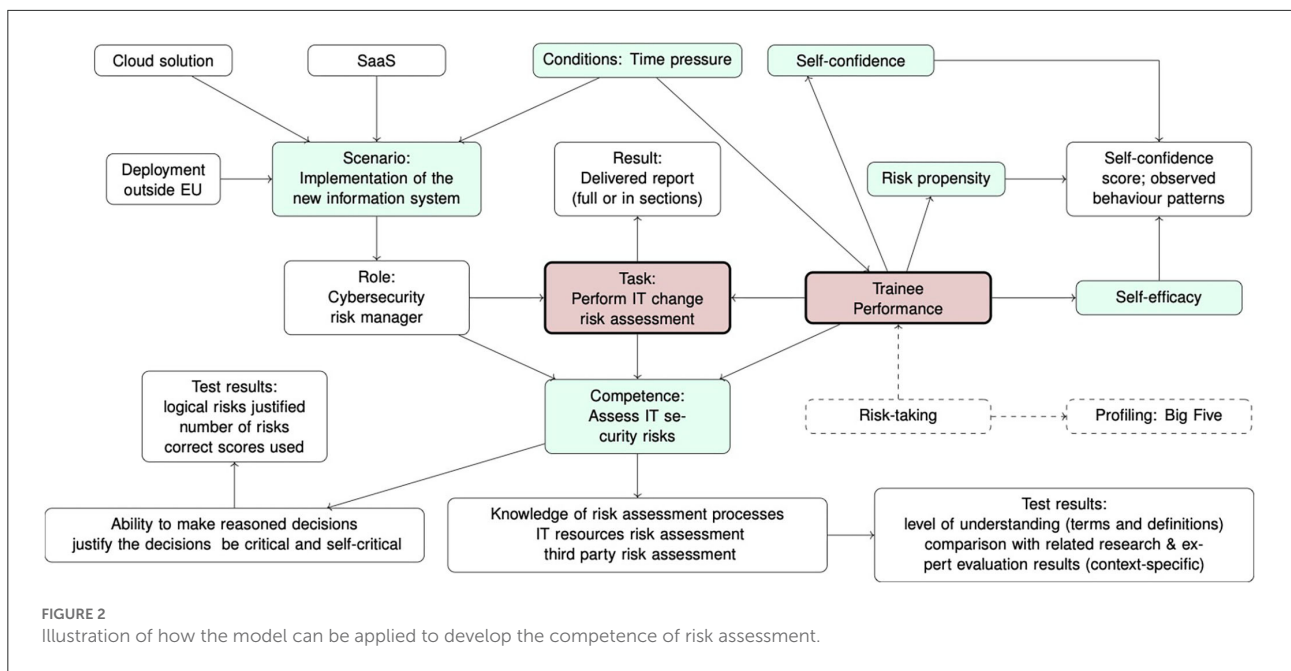 Cloud solution
SaaS
Conditions: Time pressure
Self-confidence
Deployment
outside EU
Scenario:
Implementation of the
new information system
Result:
Delivered report
(full or in sections)
Risk propensity
Self-confidence
score; observed
behaviour patterns
Role:
Cybersecurity
risk manager
Task:
Perform IT change
risk assessment
Trainee
Performance
Self-efficacy
Test results:
logical risks justified
number of risks
correct scores used
Competence:
Assess IT se-
curity risks
Risk-taking
Profiling: Big Five
Ability to make reasoned decisions
justify the decisions be critical and self-critical
Knowledge of risk assessment processes
IT resources risk assessment
third party risk assessment
Test results:
level of understanding (terms and definitions)
comparison with related research & ex-
pert evaluation results (context-specific)
FIGURE 2
Illustration of how the model can be applied to develop the competence of risk assessment.